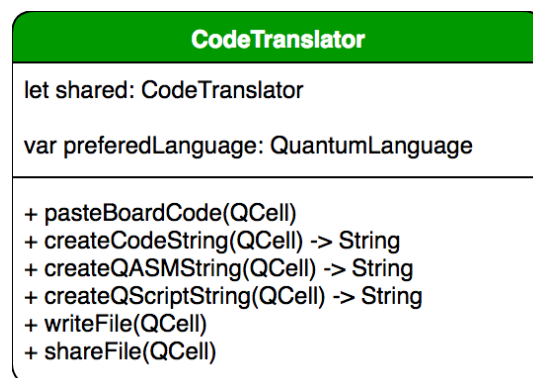 CodeTranslator
let shared: CodeTranslator
var preferedLanguage: QuantumLanguage
+ pasteBoardCode(QCell)
+ createCodeString(QCell) -> String
+ createQASMString(QCell) -> String
+ createQScriptString(QCell) -> String
+ writeFile(QCell)
+ shareFile(QCell)